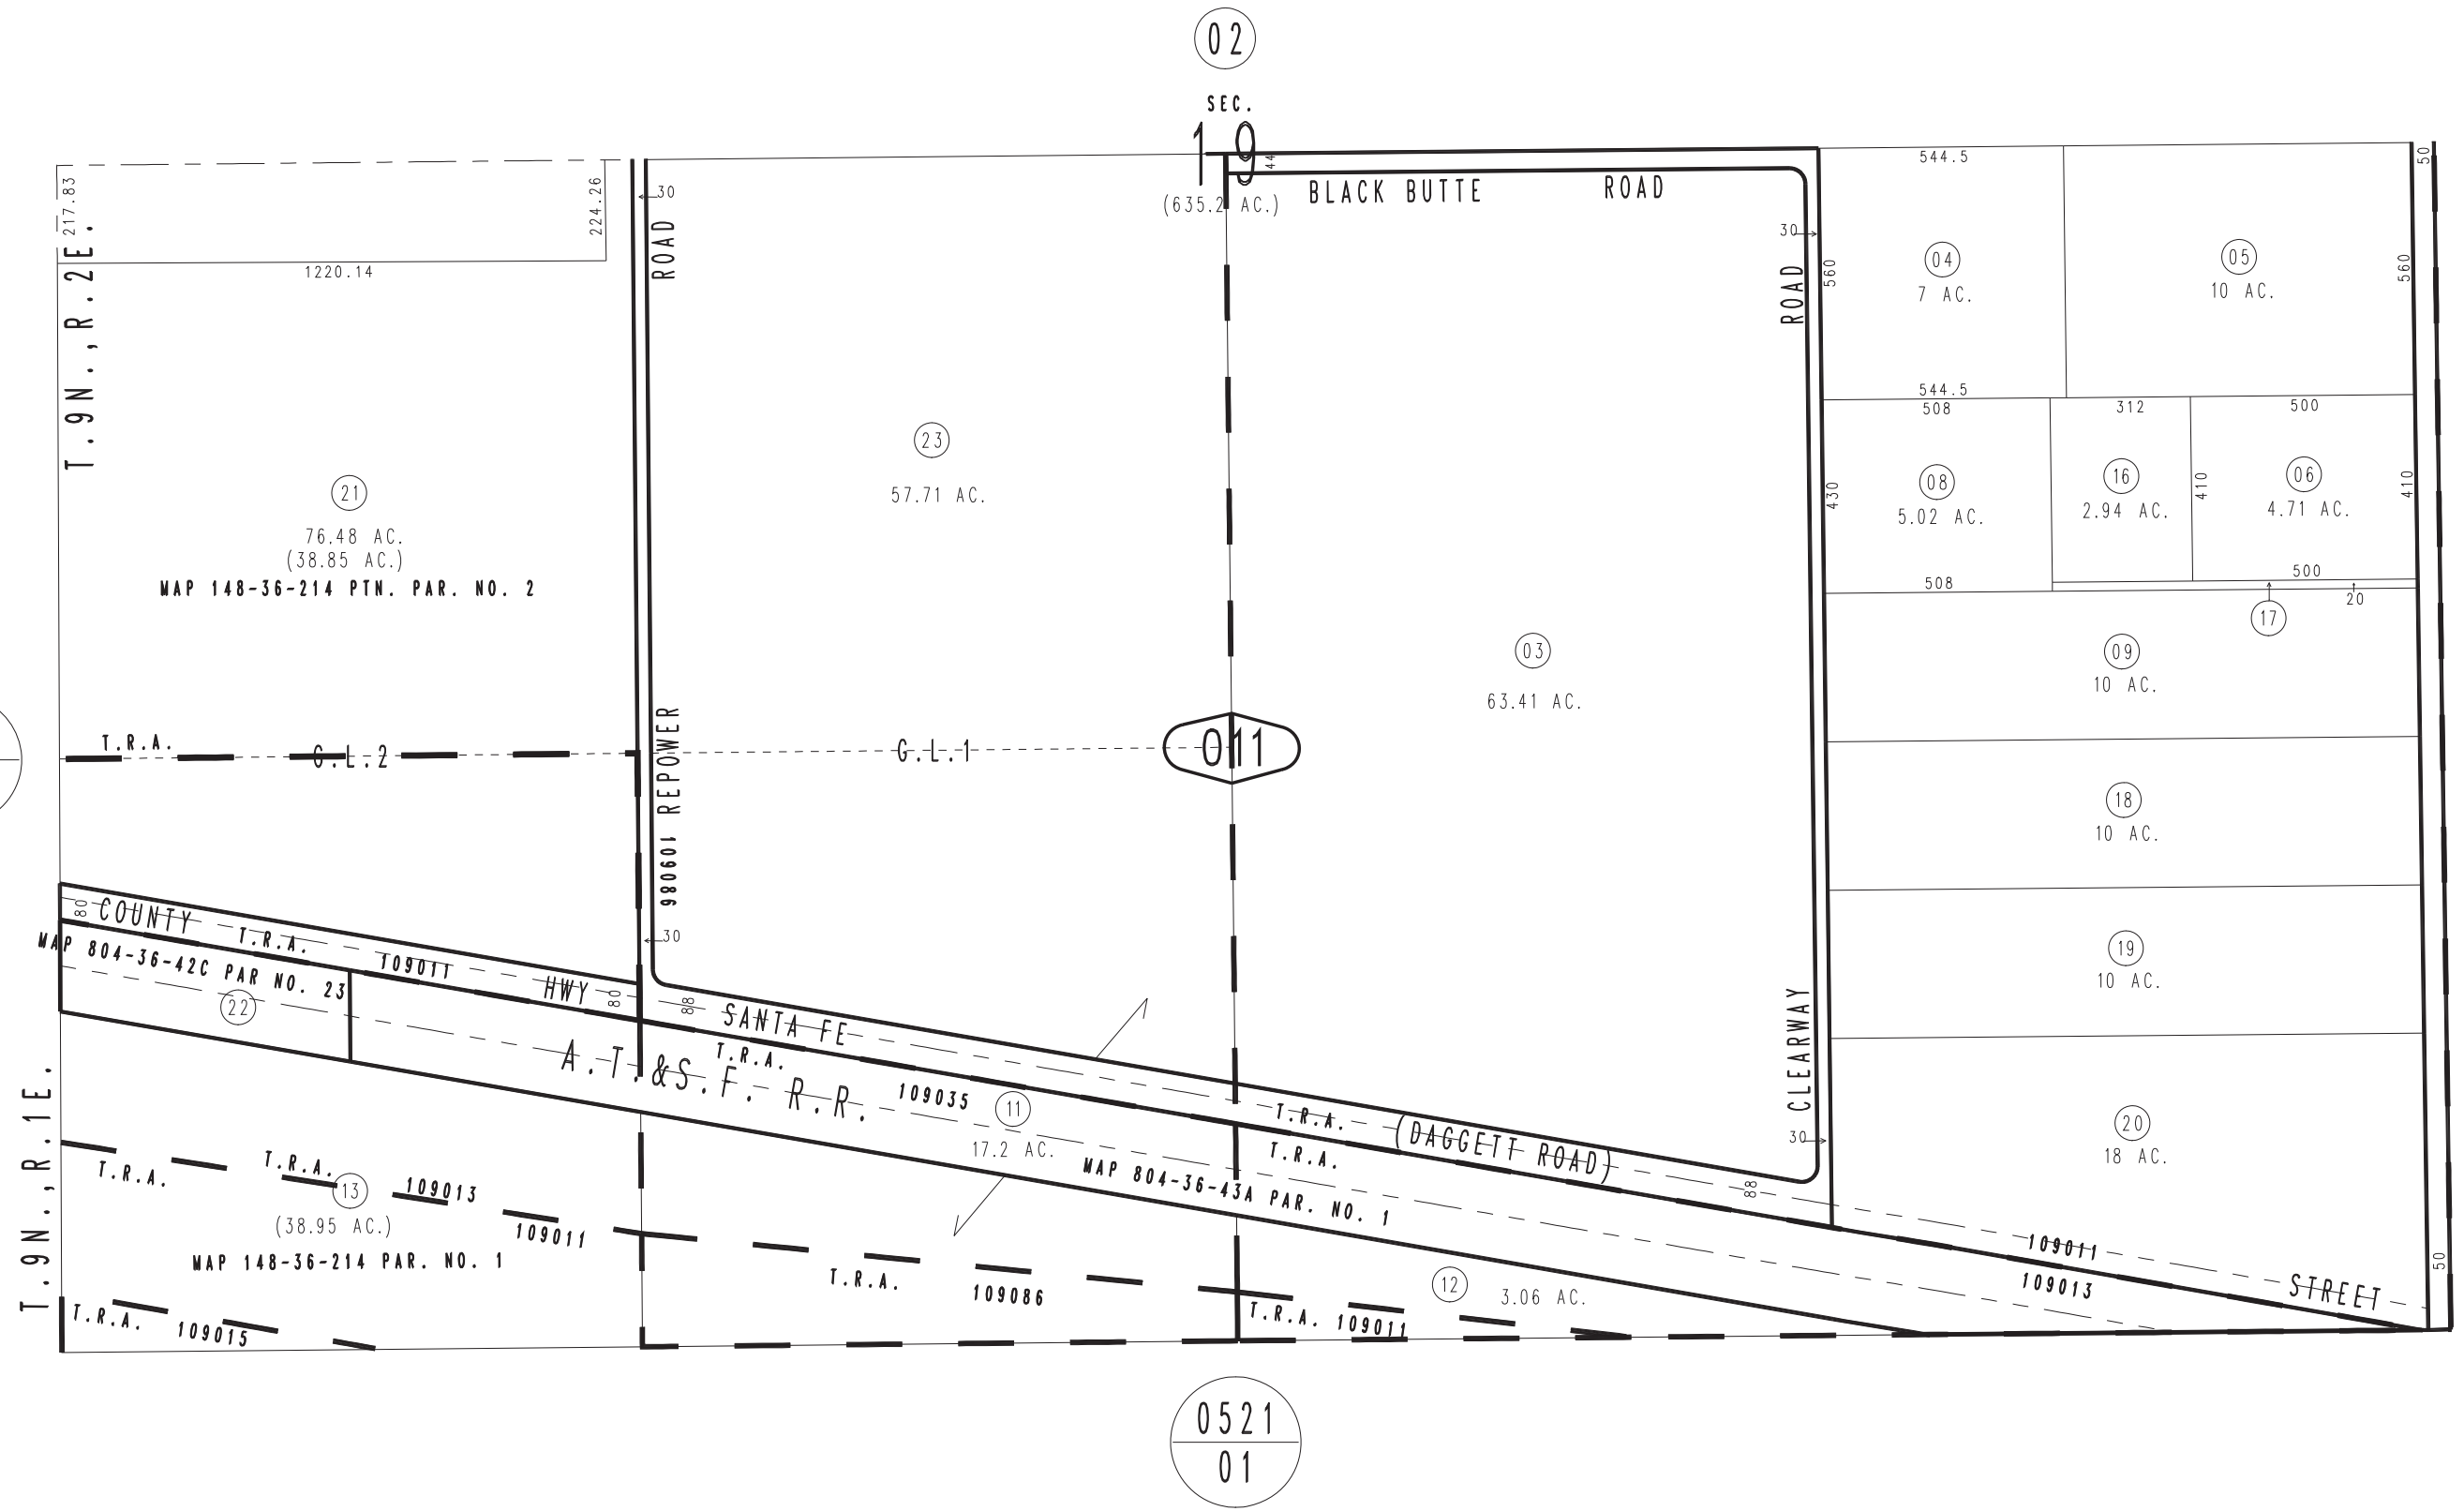 02
SEC.
19
(635.2 AC.)
44
BLACK BUTTE ROAD
544.5
50
217.83
224.26
1220.14
T.9N.,R.2E.
30
ROAD
30
ROAD
560
04
7 AC.
05
10 AC.
560
544.5
508
312
500
23
57.71 AC.
21
76.48 AC.
(38.85 AC.)
MAP 148-36-214 PTN. PAR. NO. 2
430
08
5.02 AC.
16
2.94 AC.
410
06
4.71 AC.
410
508
500
20
17
03
63.41 AC.
09
10 AC.
T.R.A.
G.L.2
REPOWER
G.L.1
011
18
10 AC.
109086
80
COUNTY
T.R.A.
109011
HWY
80
30
88
SANTA FE
MAP 804-36-42C PAR NO. 23
22
19
10 AC.
CLEARWAY
A.T.&S.F. R.R.
T.R.A.
109035
11
17.2 AC.
T.R.A.
(DAGGETT ROAD)
T.R.A.
30
88
MAP 804-36-43A PAR. NO. 1
20
18 AC.
T.9N.,R.1E.
T.R.A.
T.R.A.
13
109013
(38.95 AC.)
109011
MAP 148-36-214 PAR. NO. 1
T.R.A.
109086
109011
109013
STREET
50
12
3.06 AC.
T.R.A.
109015
T.R.A. 109011
0521
01